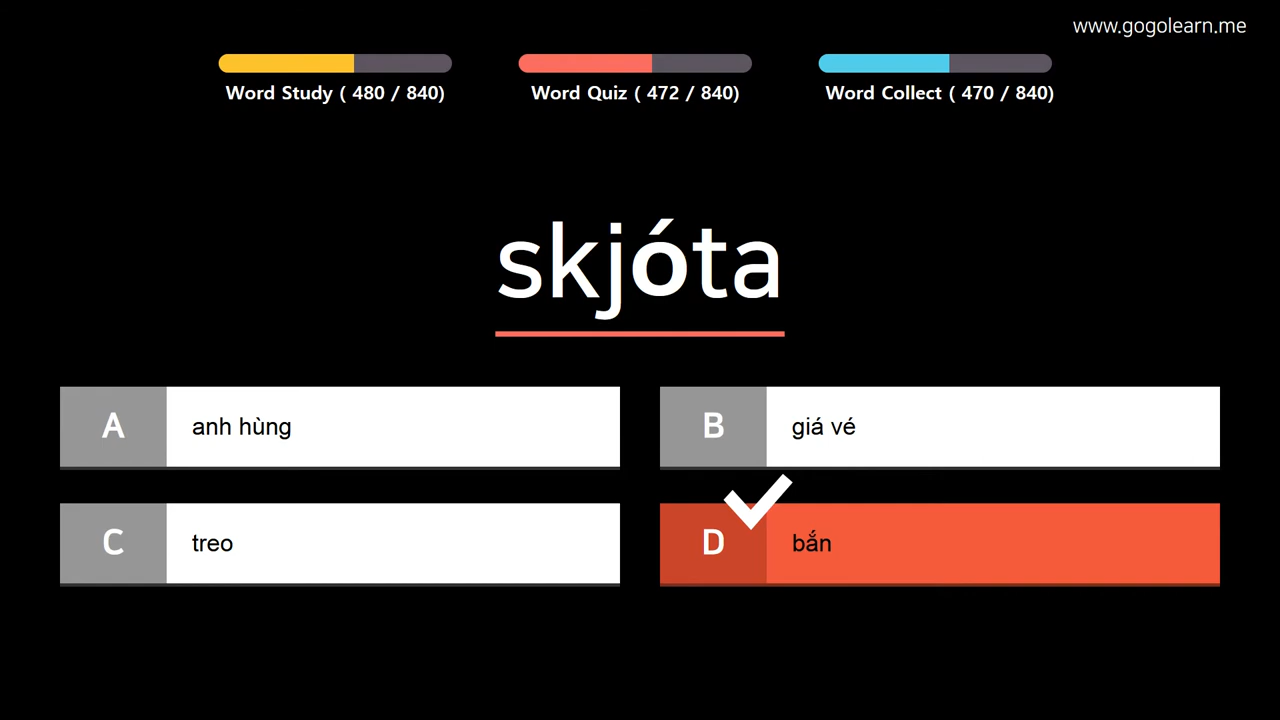 www.gogolearn.me
Word Study ( 480 / 840)
Word Quiz ( 472 / 840)
Word Collect ( 470 / 840)
skjóta
A anh hùng
B giá vé
C treo
D bắn